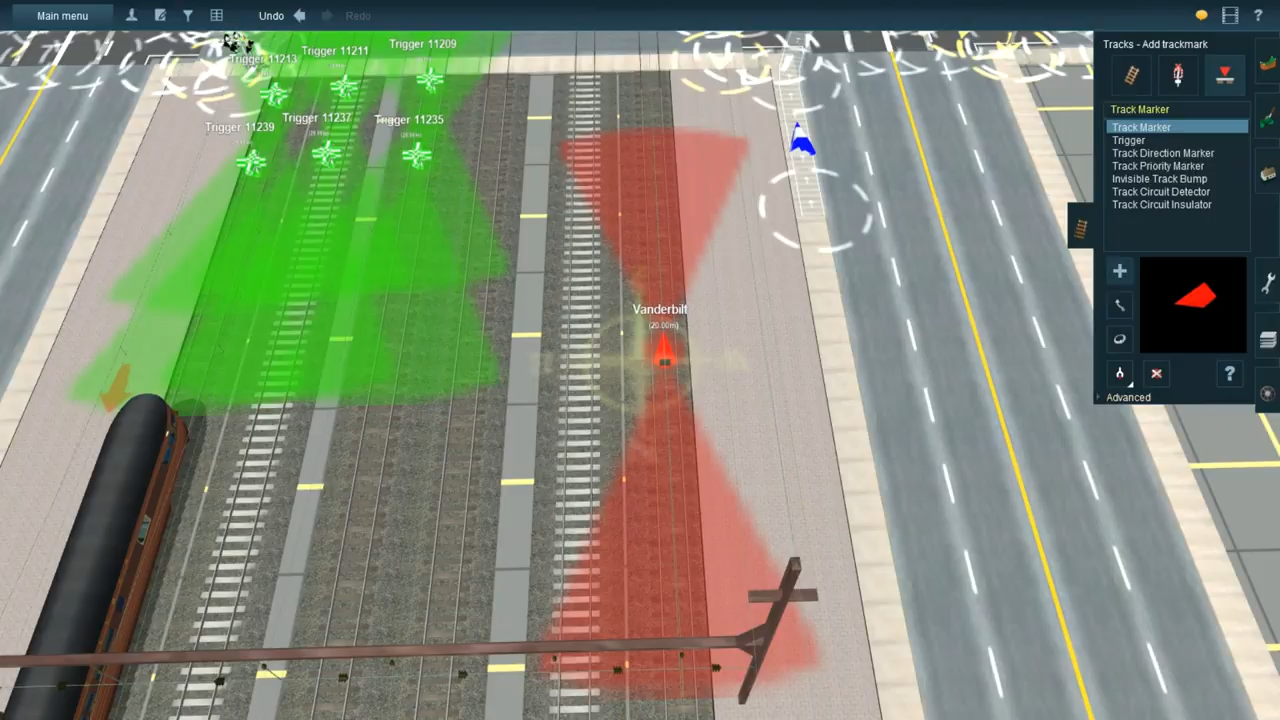 Main menu
Undo
Redo
?
Tracks - Add trackmark
Track Marker
Track Marker
Trigger
Track Direction Marker
Track Priority Marker
Invisible Track Bump
Track Circuit Detector
Track Circuit Insulator
?
Advanced
Trigger 11213
Trigger 11211
Trigger 11209
Trigger 11239
Trigger 11237
Trigger 11235
Vanderbilt
(20.00m)